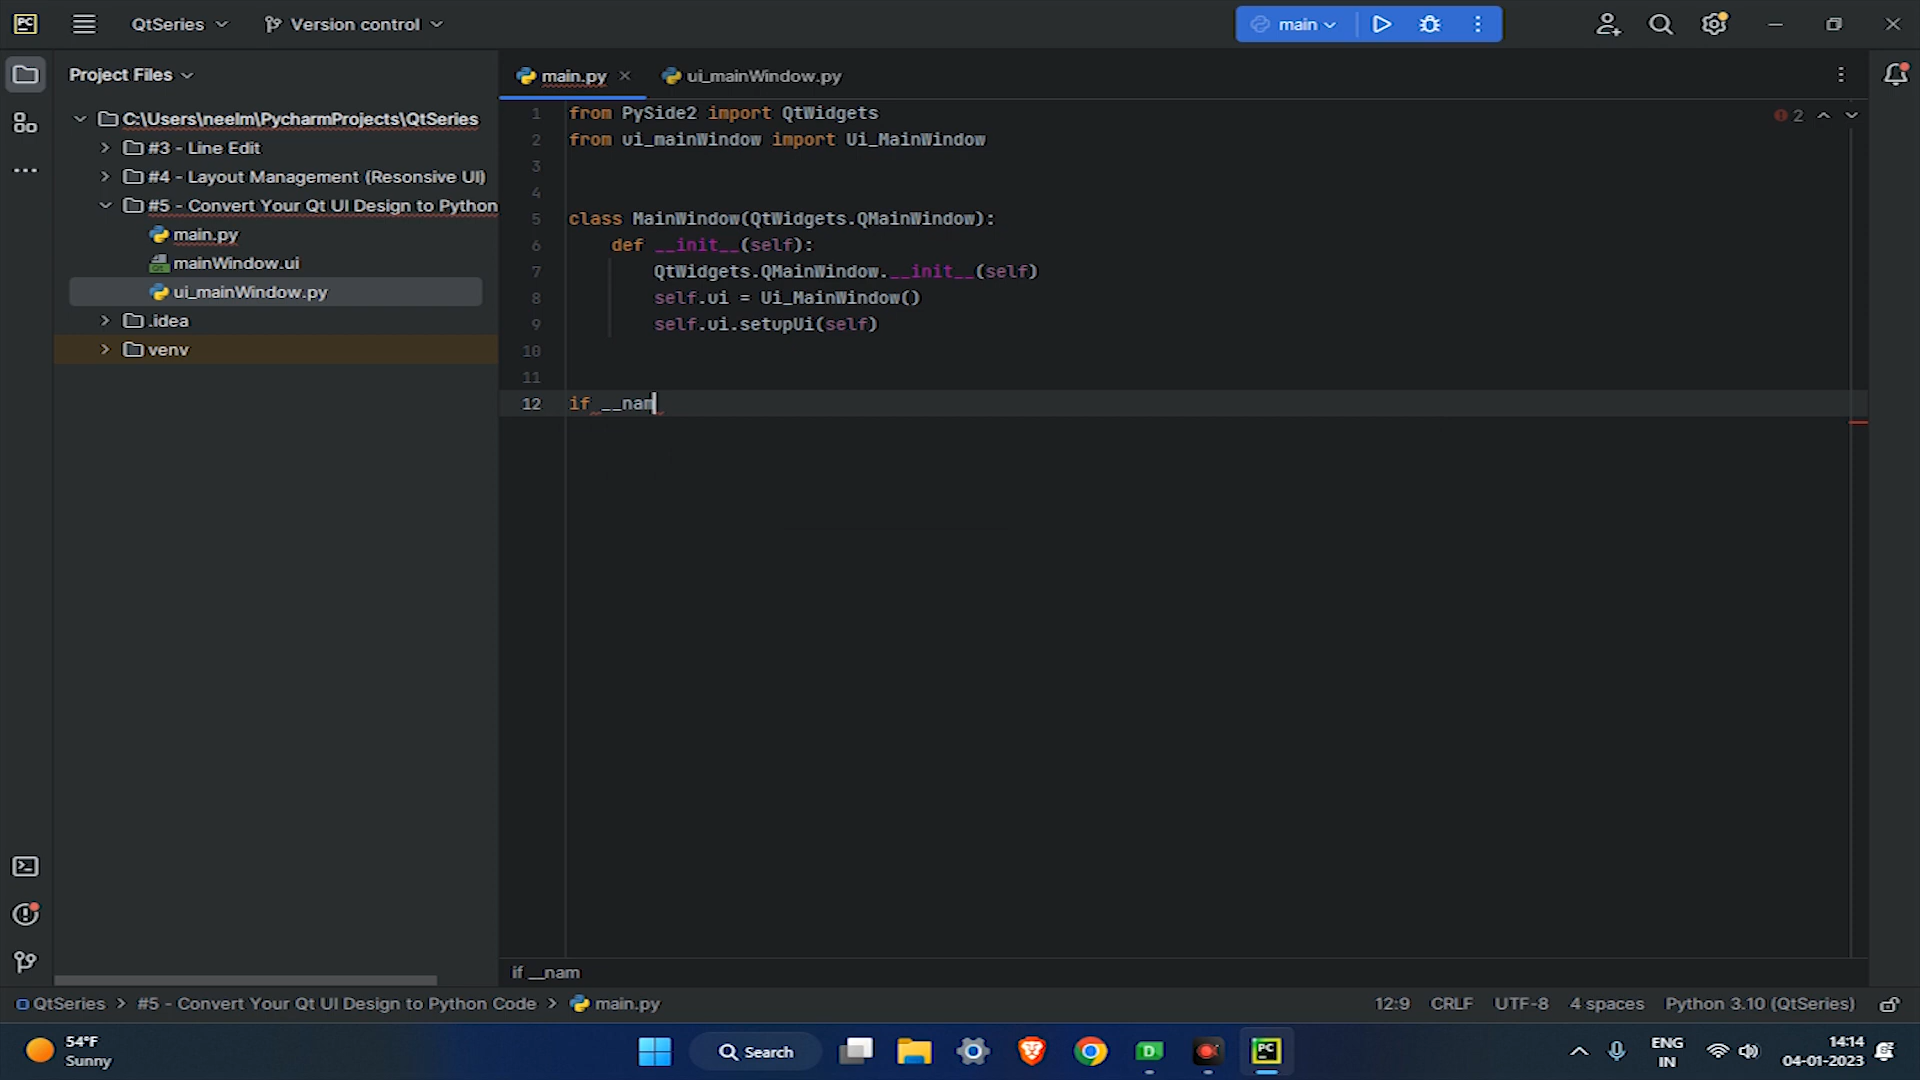 PC
QtSeries
Version control
main
Project Files
main.py
ui_mainWindow.py
C:\Users\neelm\PycharmProjects\QtSeries
#3 - Line Edit
#4 - Layout Management (Resonsive UI)
#5 - Convert Your Qt UI Design to Python
main.py
mainWindow.ui
ui_mainWindow.py
.idea
venv
2
1 from PySide2 import QtWidgets
2 from ui_mainWindow import Ui_MainWindow
3
4
5 class MainWindow(QtWidgets.QMainWindow):
6 def __init__(self):
7 QtWidgets.QMainWindow.__init__(self)
8 self.ui = Ui_MainWindow()
9 self.ui.setupUi(self)
10
11
12 if __nam
if __nam
QtSeries > #5 - Convert Your Qt UI Design to Python Code > main.py
12:9 CRLF UTF-8 4 spaces Python 3.10 (QtSeries)
54°F
Sunny
Search
D
PC
ENG
IN
14:14
04-01-2023